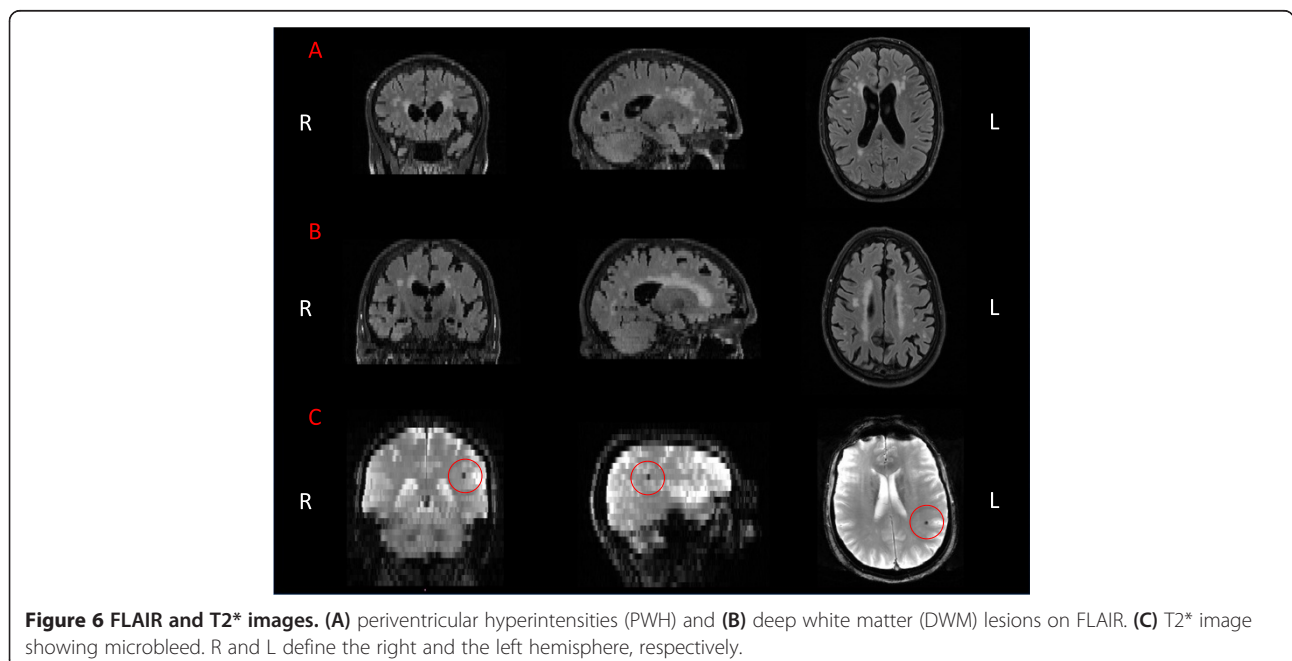 A
R
L
B
R
L
C
R
L
Figure 6 FLAIR and T2* images. (A) periventricular hyperintensities (PWH) and (B) deep white matter (DWM) lesions on FLAIR. (C) T2* image
showing microbleed. R and L define the right and the left hemisphere, respectively.